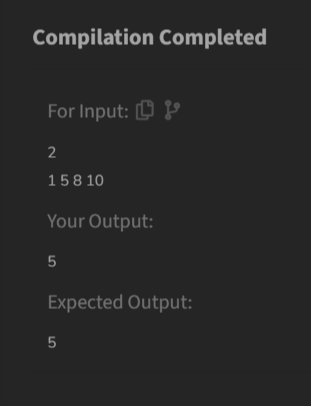 Compilation Completed
For Input:
2
1 5 8 10
Your Output:
5
Expected Output:
5